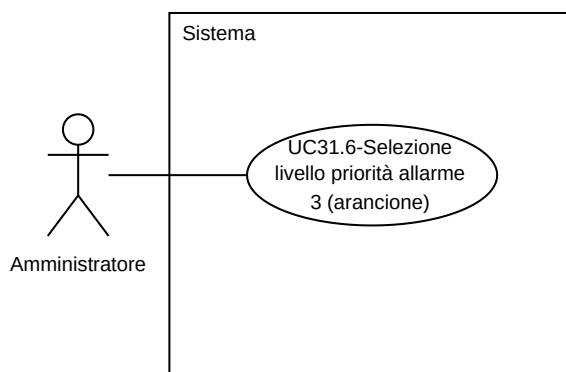 Sistema
UC31.6-Selezione
livello priorità allarme
3 (arancione)
Amministratore